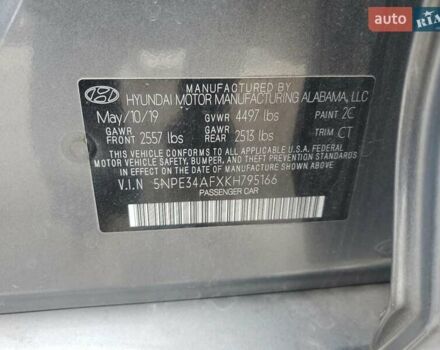 auto.ria
MANUFACTURED BY
HYUNDAI MOTOR MANUFACTURING ALABAMA, LLC
May/10/19 GVWR 4497 lbs PAINT 2C
GAWR FRONT 2557 lbs GAWR REAR 2513 lbs TRIM CT
THIS VEHICLE CONFORMS TO ALL APPLICABLE U.S.A. FEDERAL
MOTOR VEHICLE SAFETY, BUMPER, AND THEFT PREVENTION
STANDARDS IN EFFECT ON THE DATE OF MANUFACTURE SHOWN ABOVE.
V.I.N 5NPE34AFXKH795166
PASSENGER CAR